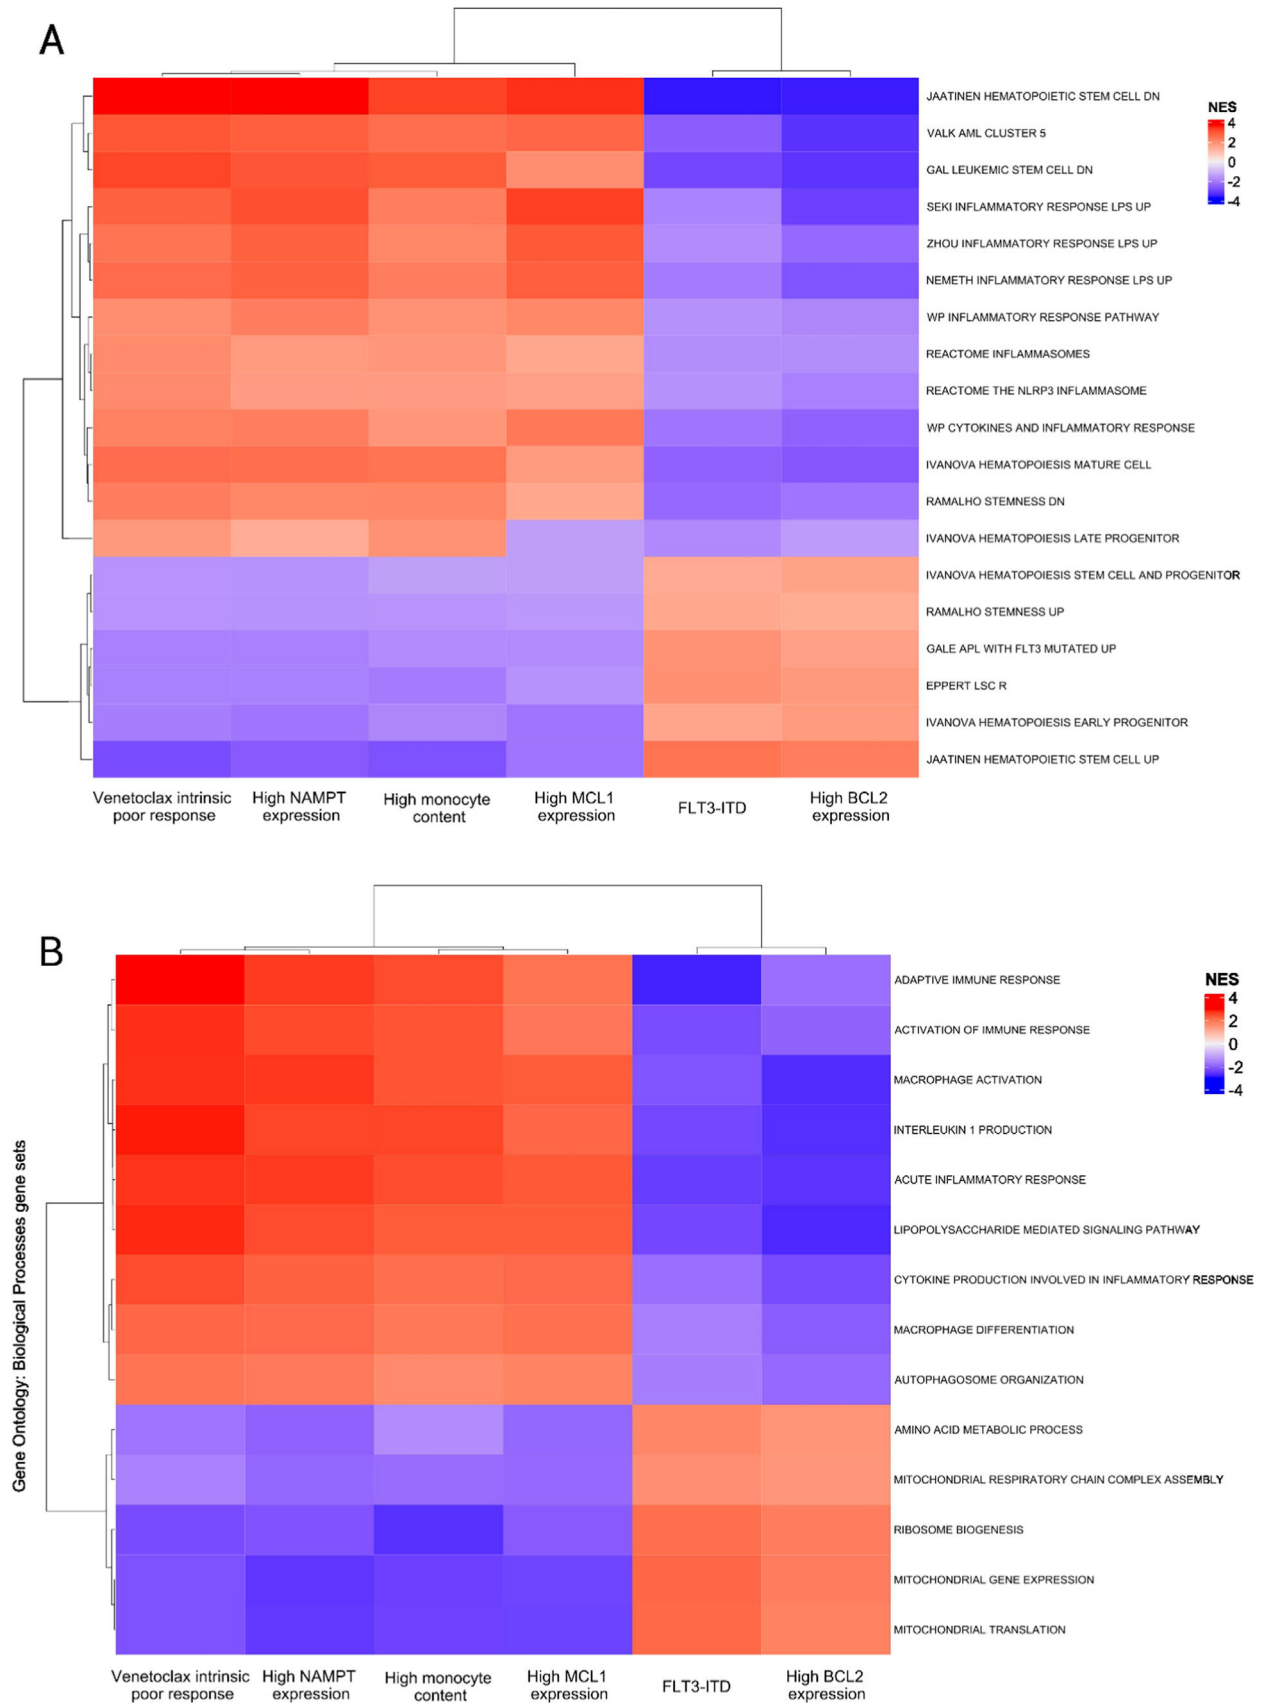 A
JAATINEN HEMATOPOIETIC STEM CELL DN
VALK AML CLUSTER 5
GAL LEUKEMIC STEM CELL DN
SEKI INFLAMMATORY RESPONSE LPS UP
ZHOU INFLAMMATORY RESPONSE LPS UP
NEMETH INFLAMMATORY RESPONSE LPS UP
WP INFLAMMATORY RESPONSE PATHWAY
REACTOME INFLAMMASOMES
REACTOME THE NLRP3 INFLAMMASOME
WP CYTOKINES AND INFLAMMATORY RESPONSE
IVANOVA HEMATOPOIESIS MATURE CELL
RAMALHO STEMNESS DN
IVANOVA HEMATOPOIESIS LATE PROGENITOR
IVANOVA HEMATOPOIESIS STEM CELL AND PROGENITOR
RAMALHO STEMNESS UP
GALE APL WITH FLT3 MUTATED UP
EPPERT LSC R
IVANOVA HEMATOPOIESIS EARLY PROGENITOR
JAATINEN HEMATOPOIETIC STEM CELL UP
NES
4
2
0
-2
-4
Venetoclax intrinsic
poor response
High NAMPT
expression
High monocyte
content
High MCL1
expression
FLT3-ITD
High BCL2
expression
B
Gene Ontology: Biological Processes gene sets
ADAPTIVE IMMUNE RESPONSE
ACTIVATION OF IMMUNE RESPONSE
MACROPHAGE ACTIVATION
INTERLEUKIN 1 PRODUCTION
ACUTE INFLAMMATORY RESPONSE
LIPOPOLYSACCHARIDE MEDIATED SIGNALING PATHWAY
CYTOKINE PRODUCTION INVOLVED IN INFLAMMATORY RESPONSE
MACROPHAGE DIFFERENTIATION
AUTOPHAGOSOME ORGANIZATION
AMINO ACID METABOLIC PROCESS
MITOCHONDRIAL RESPIRATORY CHAIN COMPLEX ASSEMBLY
RIBOSOME BIOGENESIS
MITOCHONDRIAL GENE EXPRESSION
MITOCHONDRIAL TRANSLATION
NES
4
2
0
-2
-4
Venetoclax intrinsic
poor response
High NAMPT
expression
High monocyte
content
High MCL1
expression
FLT3-ITD
High BCL2
expression